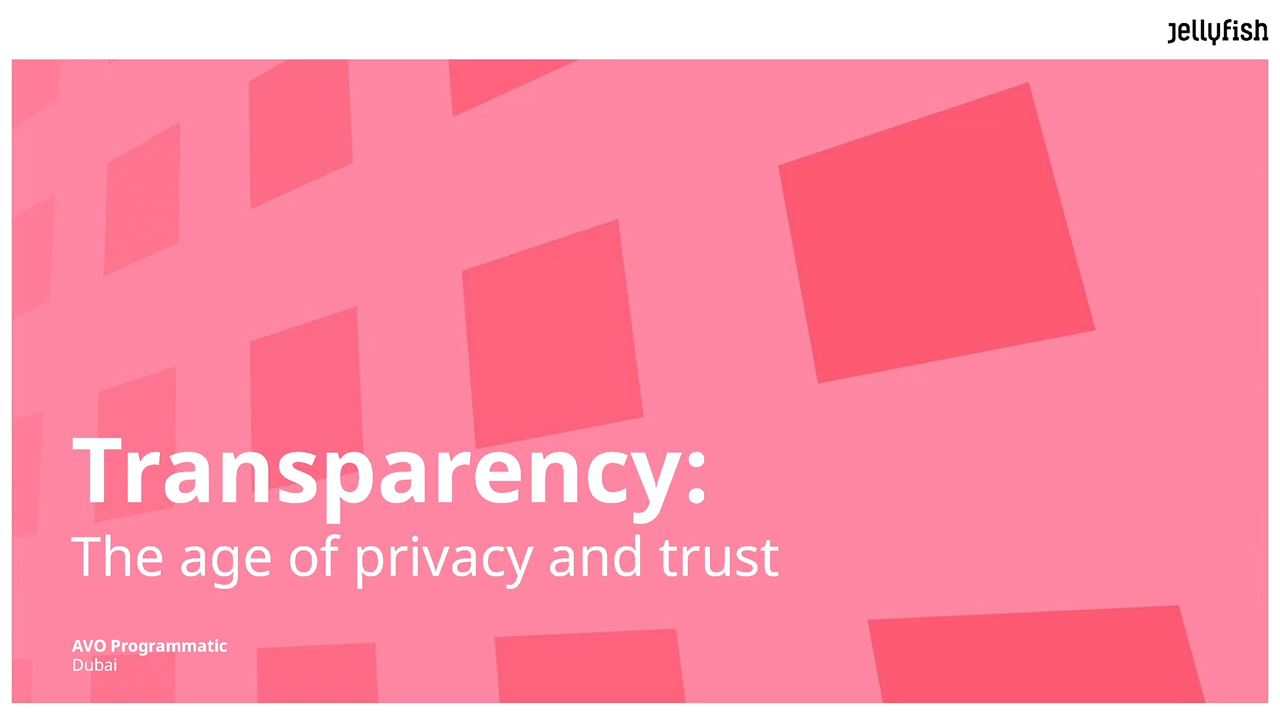 jellyfish
Transparency:
The age of privacy and trust
AVO Programmatic
Dubai